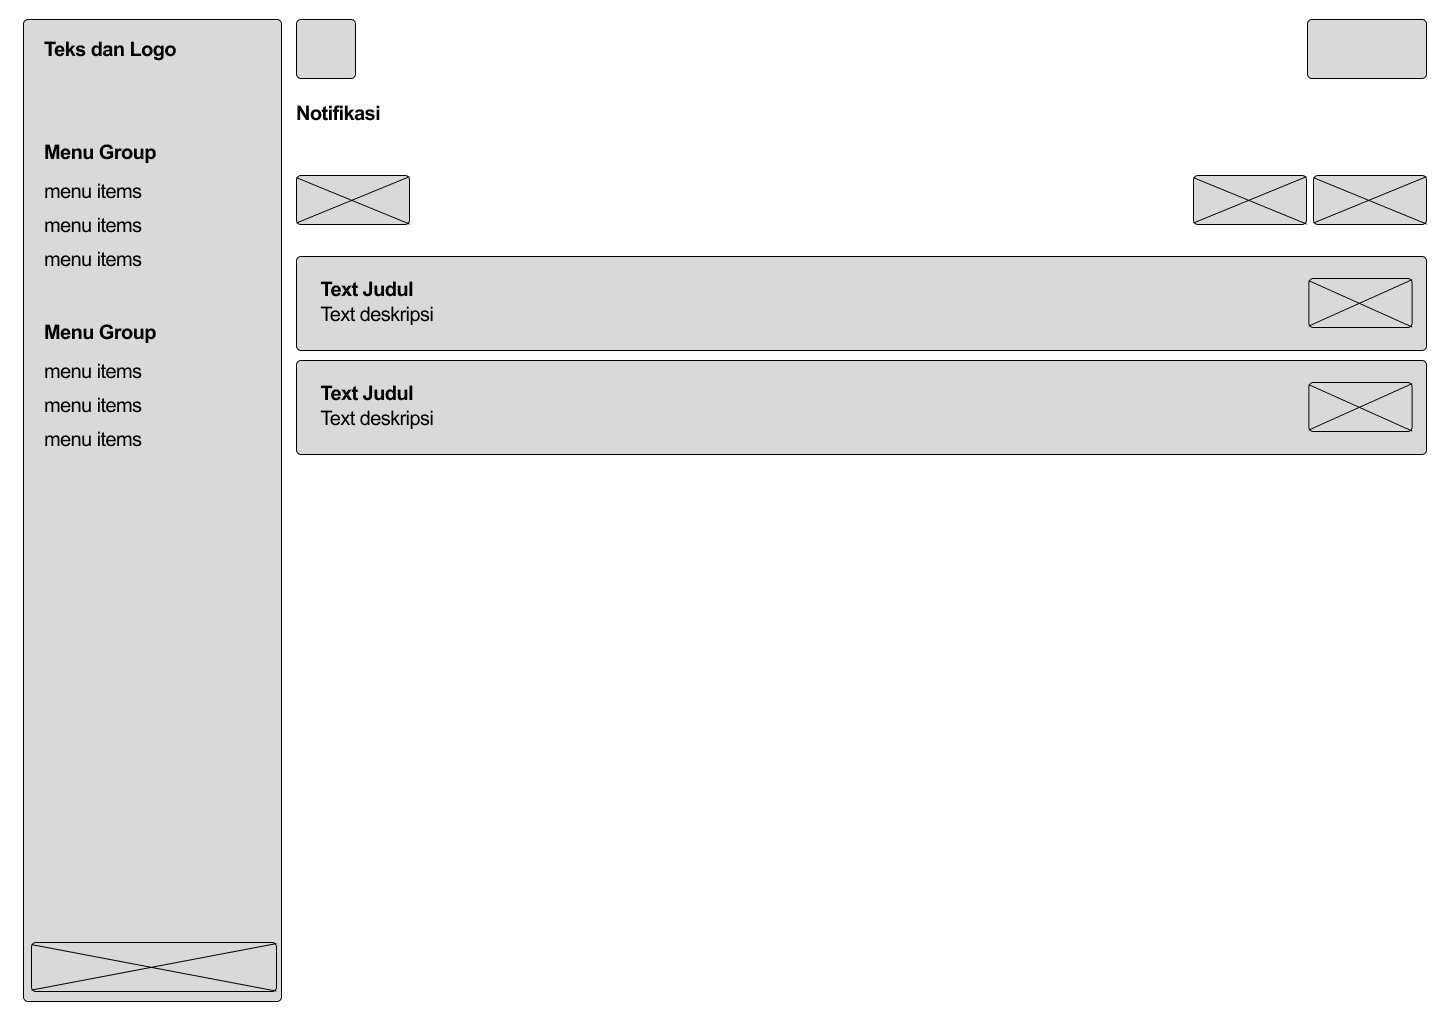 Teks dan Logo
Menu Group
menu items
menu items
menu items
Menu Group
menu items
menu items
menu items
Notifikasi
Text Judul
Text deskripsi
Text Judul
Text deskripsi